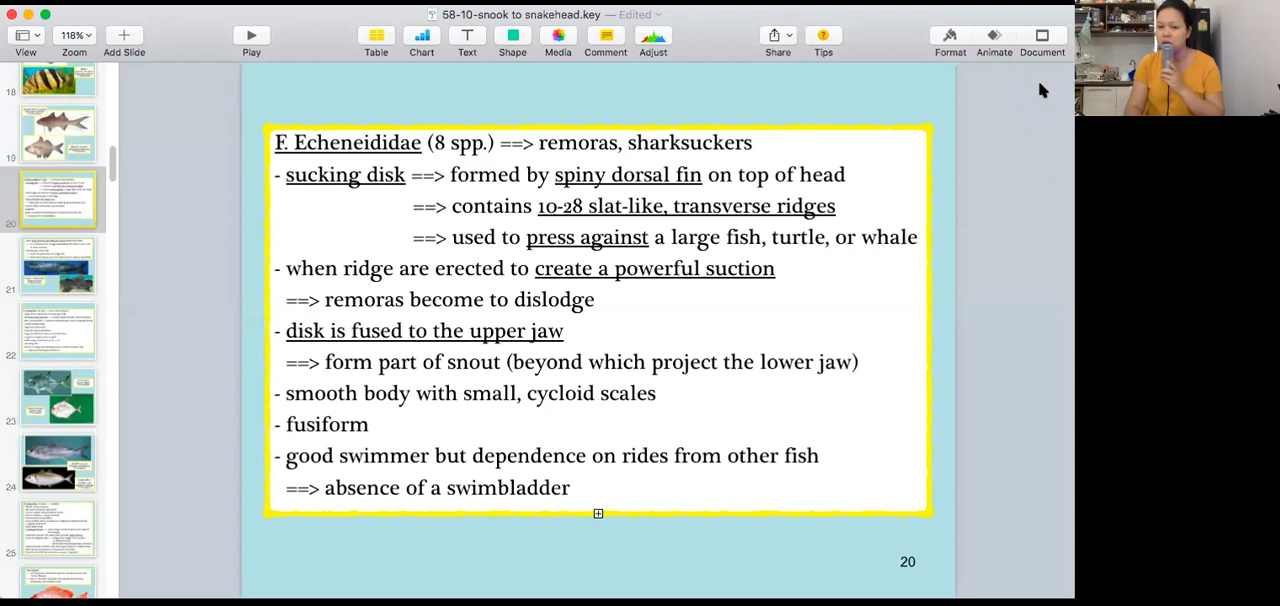 58-10-snook to snakehead.key — Edited
118%
View
Zoom
Add Slide
Play
Table
Chart
Text
Shape
Media
Comment
Adjust
Share
Tips
Format
Animate
Document
18
19
20
21
22
23
24
25
F. Echeneididae (8 spp.) ==> remoras, sharksuckers
- sucking disk ==> formed by spiny dorsal fin on top of head
==> contains 10-28 slat-like, transverse ridges
==> used to press against a large fish, turtle, or whale
- when ridge are erected to create a powerful suction
==> remoras become to dislodge
- disk is fused to the upper jaw
==> form part of snout (beyond which project the lower jaw)
- smooth body with small, cycloid scales
- fusiform
- good swimmer but dependence on rides from other fish
==> absence of a swimbladder
20